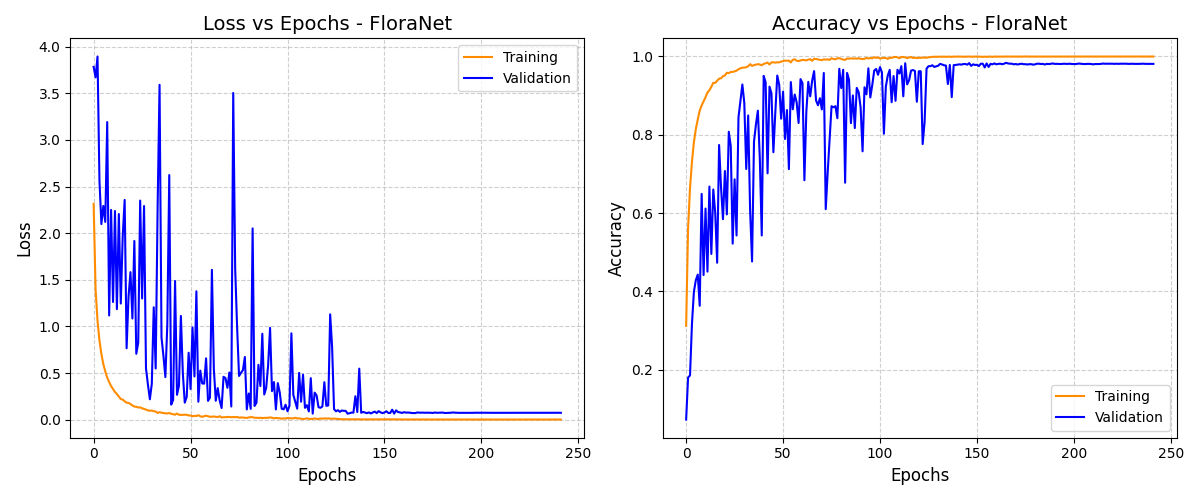 Loss vs Epochs - FloraNet
4.0
3.5
3.0
2.5
2.0
1.5
1.0
0.5
0.0
Loss
Training
Validation
0
50
100
150
200
250
Epochs
Accuracy vs Epochs - FloraNet
1.0
0.8
0.6
0.4
0.2
Accuracy
Training
Validation
0
50
100
150
200
250
Epochs